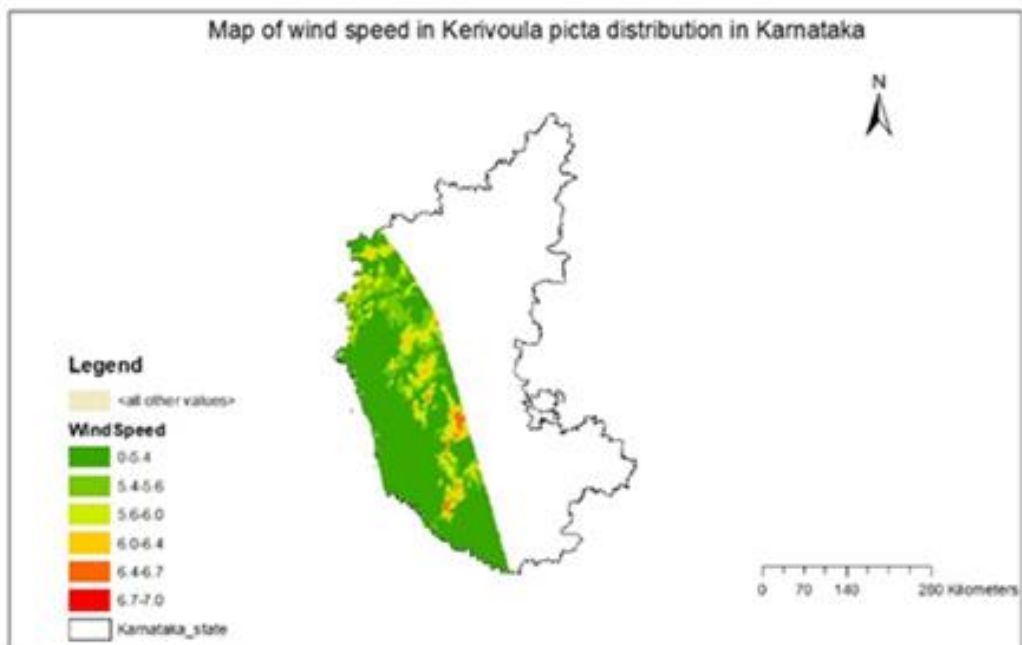 Map of wind speed in Kerivoula picta distribution in Karnataka
N
Legend
<all other values>
WindSpeed
0-5.4
5.4-5.6
5.6-6.0
6.0-6.4
6.4-6.7
6.7-7.0
Karnataka_state
0 70 140 280 Kilometers